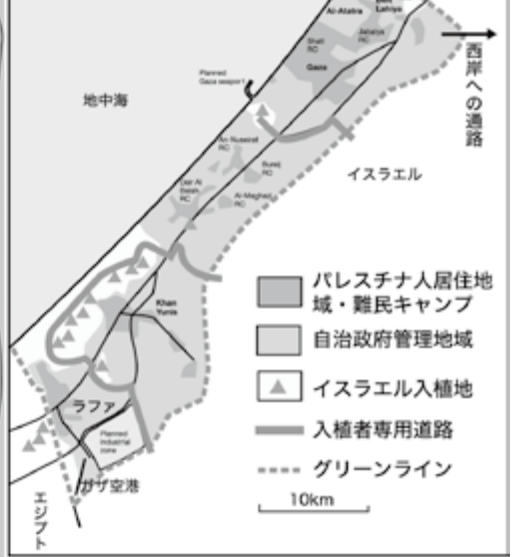 Al-Atatra
Lahiya
Shati
RC
Jabalya
RC
Gaza
西岸への通路
Planned
Gaza seaport
地中海
An Nuseirat
RC
イスラエル
Bureij
RC
Deir Al
Balah
RC
Al-Maghazi
RC
Khan
Yunis
パレスチナ人居住地
域・難民キャンプ
自治政府管理地域
イスラエル入植地
入植者専用道路
グリーンライン
10km
ラファ
Planned
industrial
zone
ガザ空港
エジプト